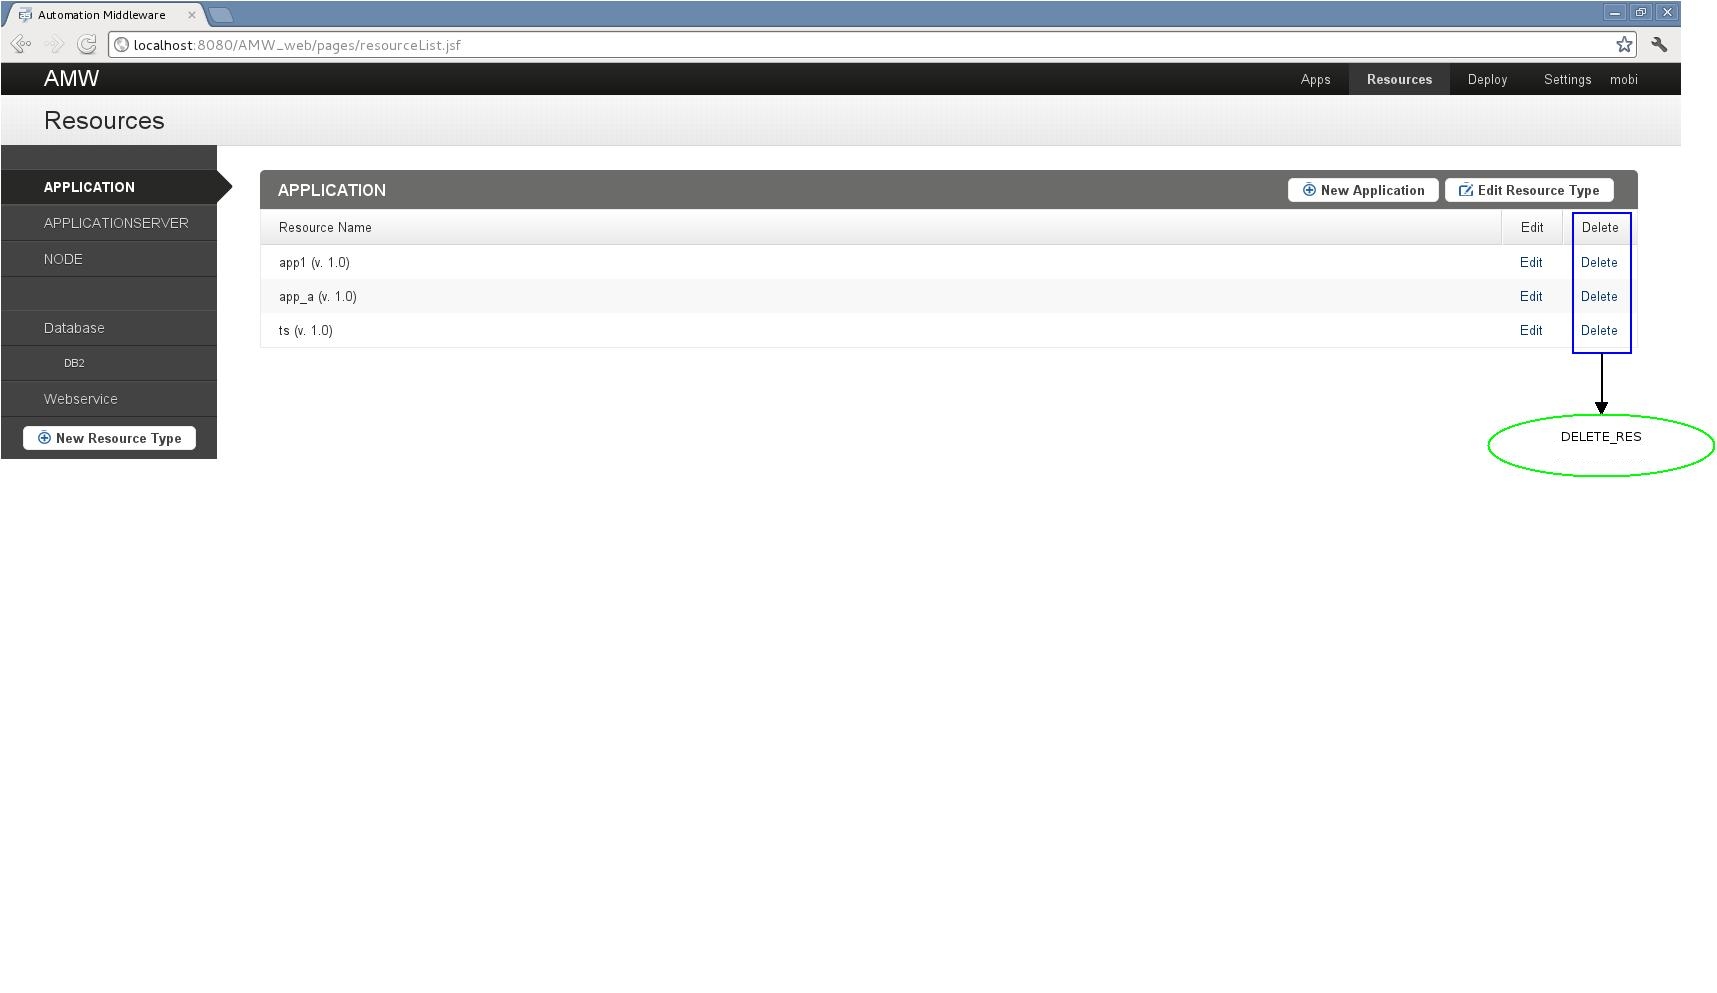 Automation Middleware
localhost:8080/AMW_web/pages/resourceList.jsf
AMW
Apps Resources Deploy Settings mobi
Resources
APPLICATION
APPLICATIONSERVER
NODE
Database
DB2
Webservice
New Resource Type
APPLICATION New Application Edit Resource Type
Resource Name Edit Delete
app1 (v. 1.0) Edit Delete
app_a (v. 1.0) Edit Delete
ts (v. 1.0) Edit Delete
DELETE_RES